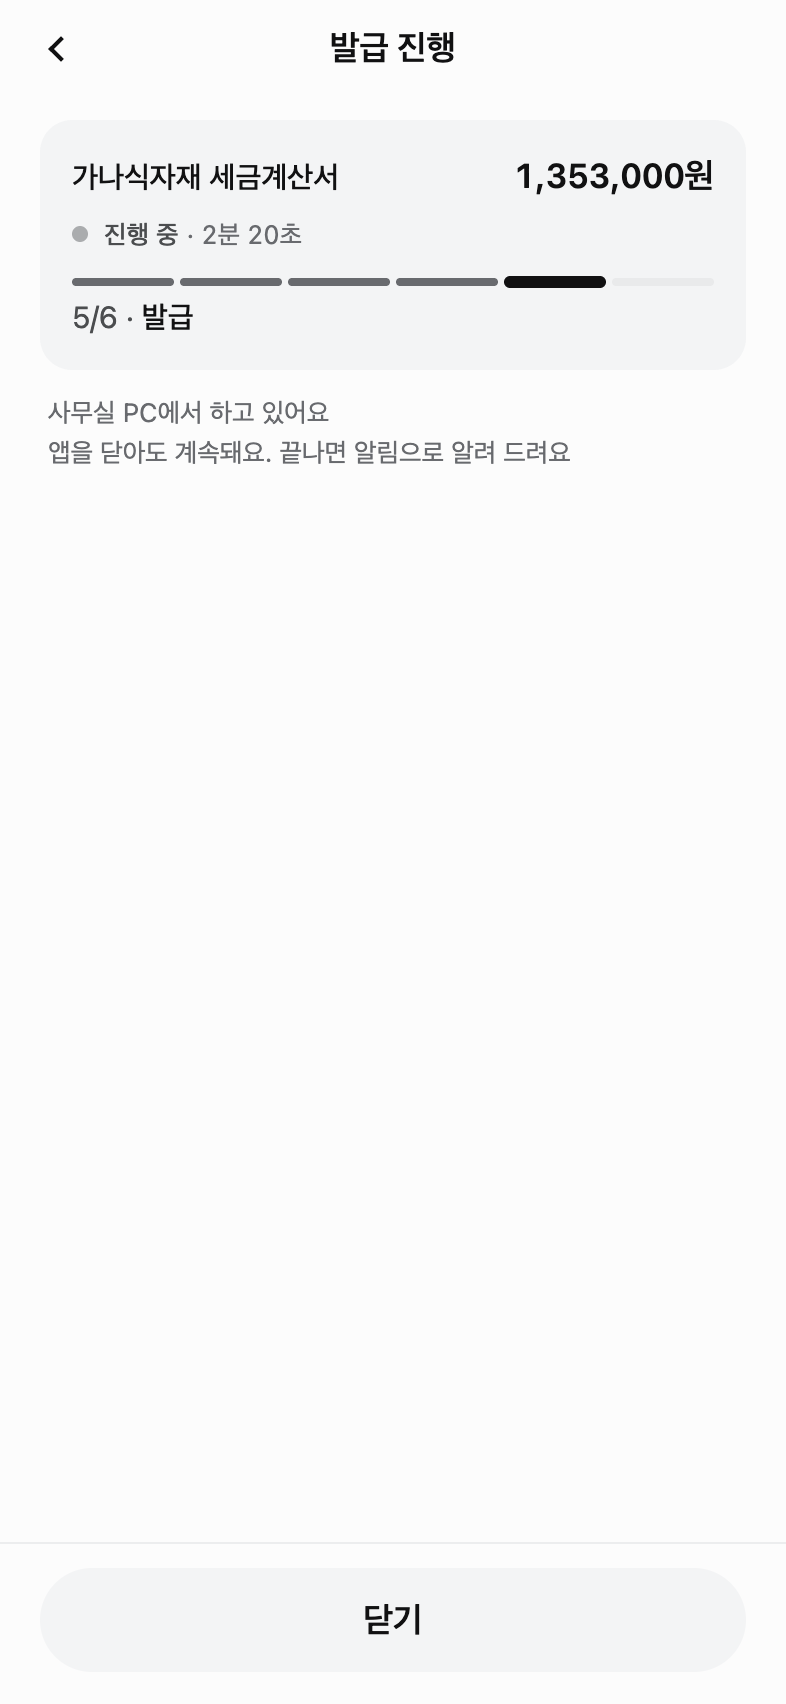 발급 진행
가나식자재 세금계산서 1,353,000원
진행 중 · 2분 20초
5/6 · 발급
사무실 PC에서 하고 있어요
앱을 닫아도 계속돼요. 끝나면 알림으로 알려 드려요
닫기